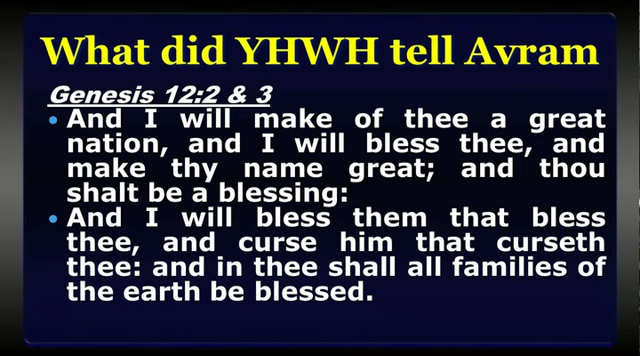 What did YHWH tell Avram
Genesis 12:2 & 3
• And I will make of thee a great
nation, and I will bless thee, and
make thy name great; and thou
shalt be a blessing:
• And I will bless them that bless
thee, and curse him that curseth
thee: and in thee shall all families of
the earth be blessed.